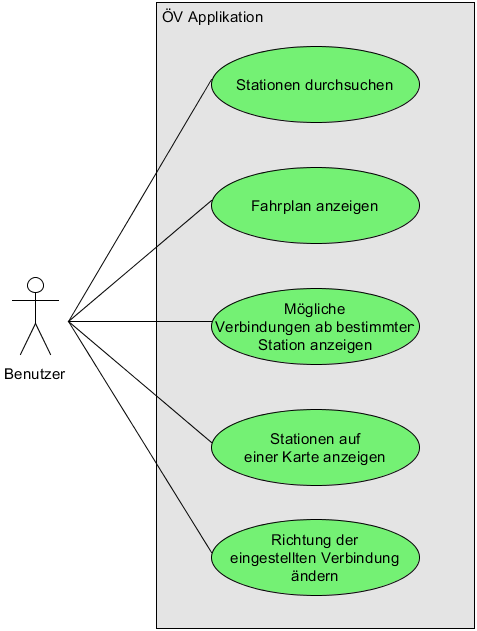 ÖV Applikation
Stationen durchsuchen
Fahrplan anzeigen
Mögliche
Verbindungen ab bestimmter
Station anzeigen
Benutzer
Stationen auf
einer Karte anzeigen
Richtung der
eingestellten Verbindung
ändern